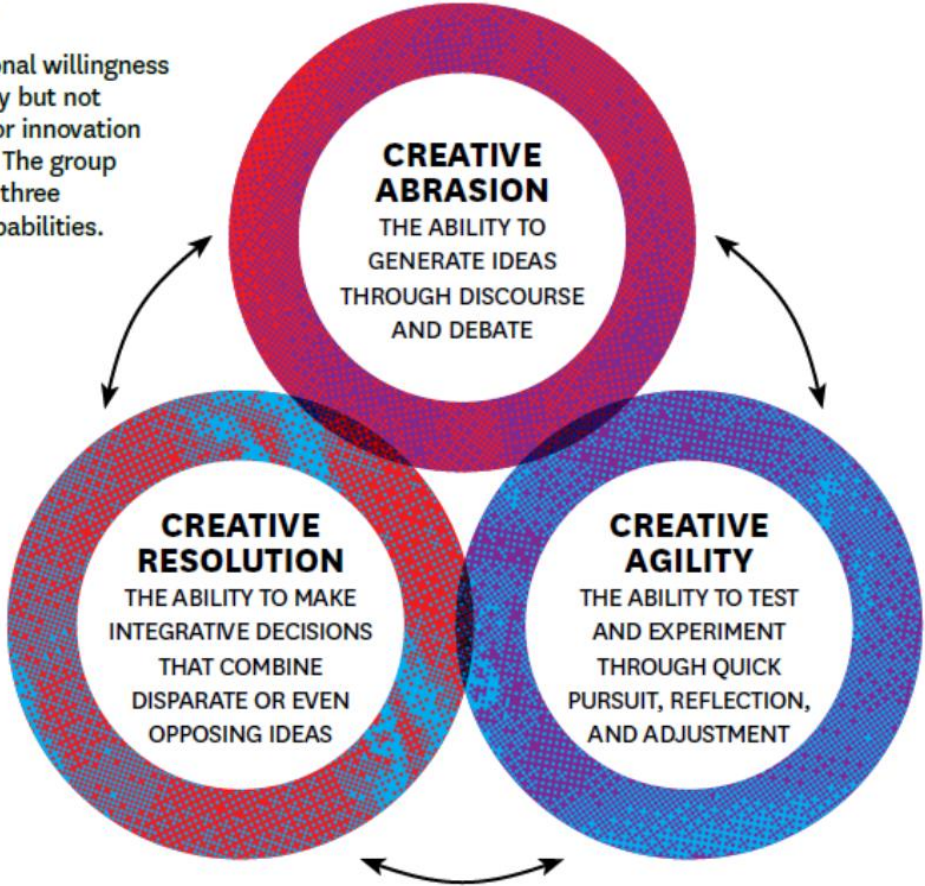 onal willingness
y but not
or innovation
The group
three
pabilities.
CREATIVE
ABRASION
THE ABILITY TO
GENERATE IDEAS
THROUGH DISCOURSE
AND DEBATE
CREATIVE
RESOLUTION
THE ABILITY TO MAKE
INTEGRATIVE DECISIONS
THAT COMBINE
DISPARATE OR EVEN
OPPOSING IDEAS
CREATIVE
AGILITY
THE ABILITY TO TEST
AND EXPERIMENT
THROUGH QUICK
PURSUIT, REFLECTION,
AND ADJUSTMENT